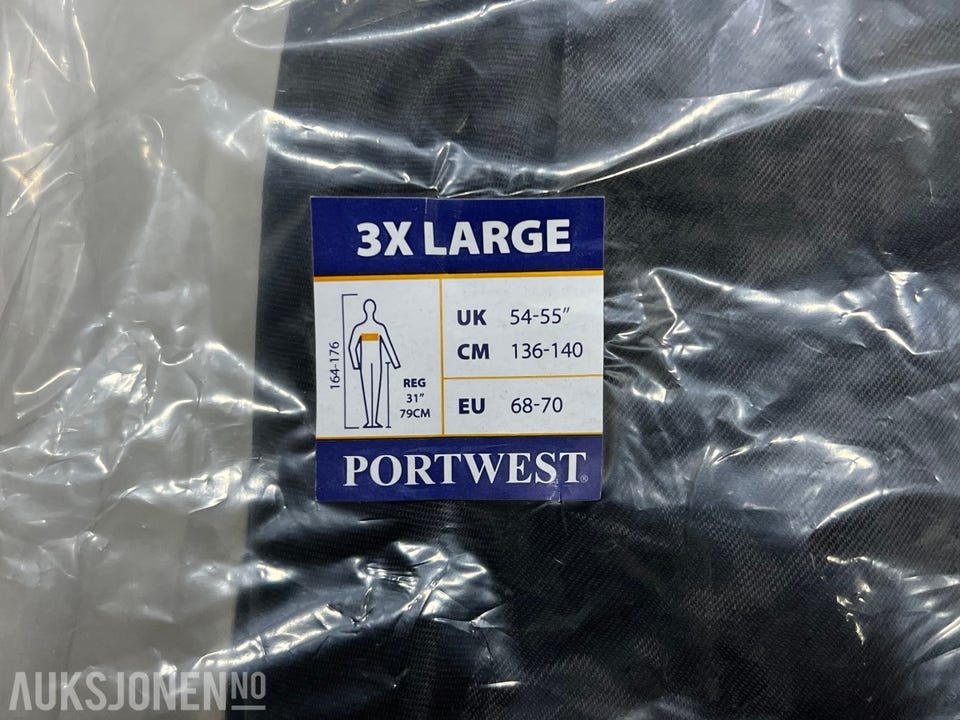 3X LARGE
164-176
REG
31"
79CM
UK 54-55"
CM 136-140
EU 68-70
PORTWEST®
AUKSJONEN NO